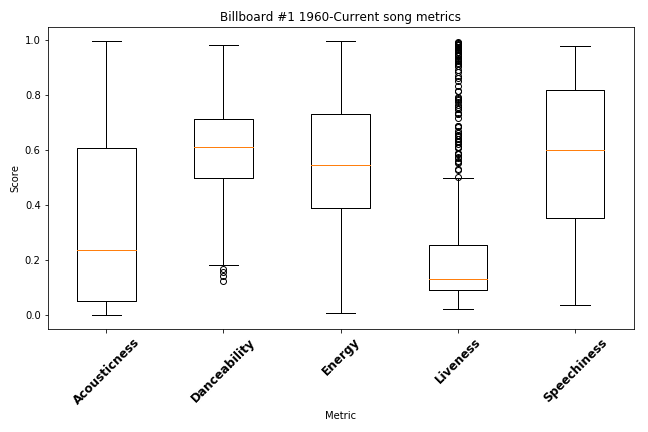 Billboard #1 1960-Current song metrics
1.0
0.8
0.6
0.4
0.2
0.0
Score
Acousticness
Danceability
Energy
Liveness
Speechiness
Metric